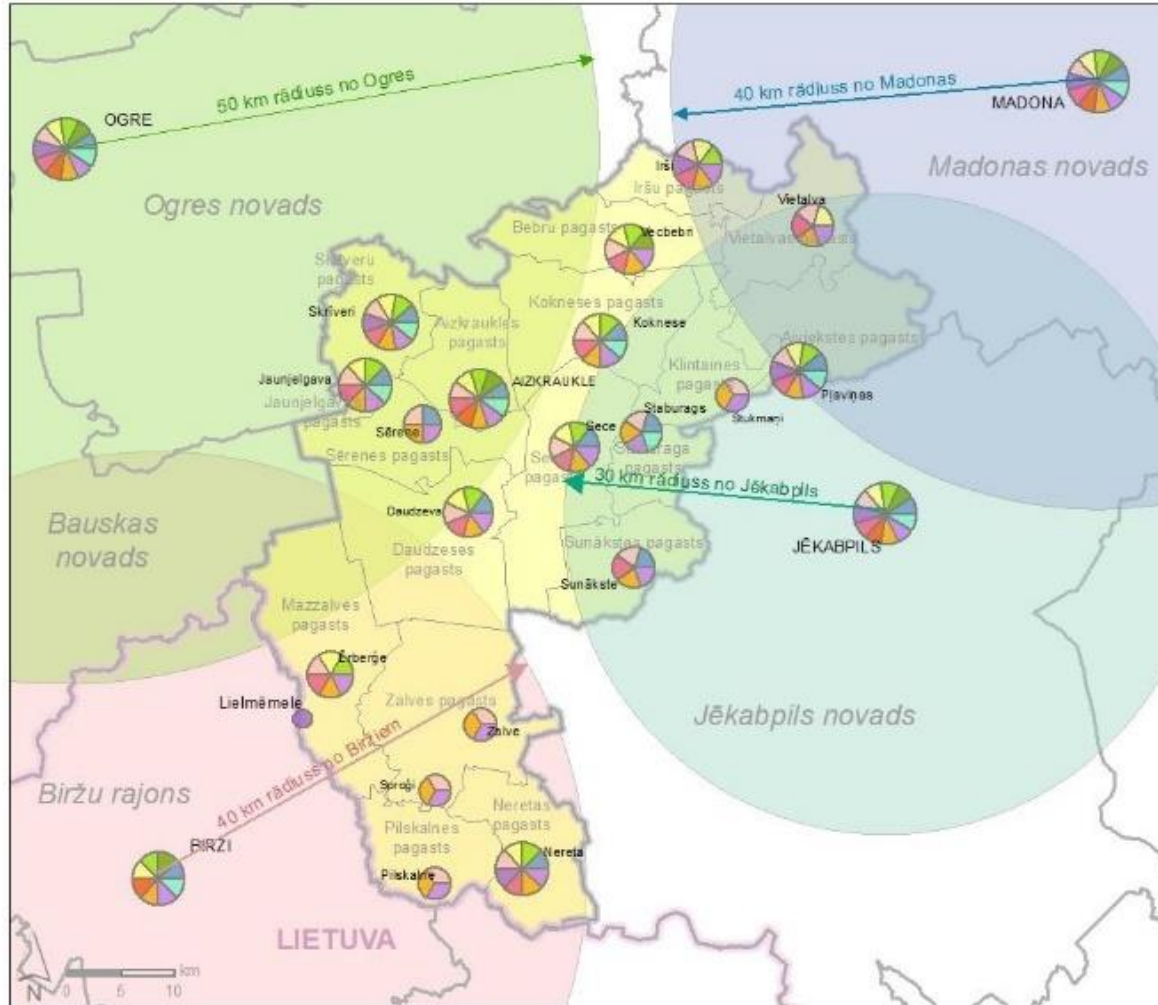 50 km rādiuss no Ogres
40 km rādiuss no Madonas
OGRE
MADONA
Ogres novads
Madonas novads
Irši
Iršu pagasts
Vietalva
Vietalvas pagasts
Bebru pagasts
Vecbebri
Skrīveru
pagasts
Skrīveri
Aizkraukles
pagasts
Kokneses pagasts
Koknese
Aiviekstes pagasts
Klintaines
pagasts
Pļaviņas
Stukmaņi
Jaunjelgava
Jaunjelgavas
pagasts
AIZKRAUKLE
Sērene
Sērenes pagasts
Sece
Seces
pagasts
Staburags
Staburaga
pagasts
30 km rādiuss no Jēkabpils
JĒKABPILS
Bauskas
novads
Daudzeva
Daudzeses
pagasts
Sunākstes pagasts
Sunākste
Mazzalves
pagasts
Ērberģe
Lielmēmele
Zalves pagasts
Zalve
Jēkabpils novads
Biržu rajons
40 km rādiuss no Biržiem
Sproģi
Neretas
pagasts
Pilskalnes
pagasts
BIRŽI
Pilskalne
Nereta
LIETUVA
N
km
0 5 10